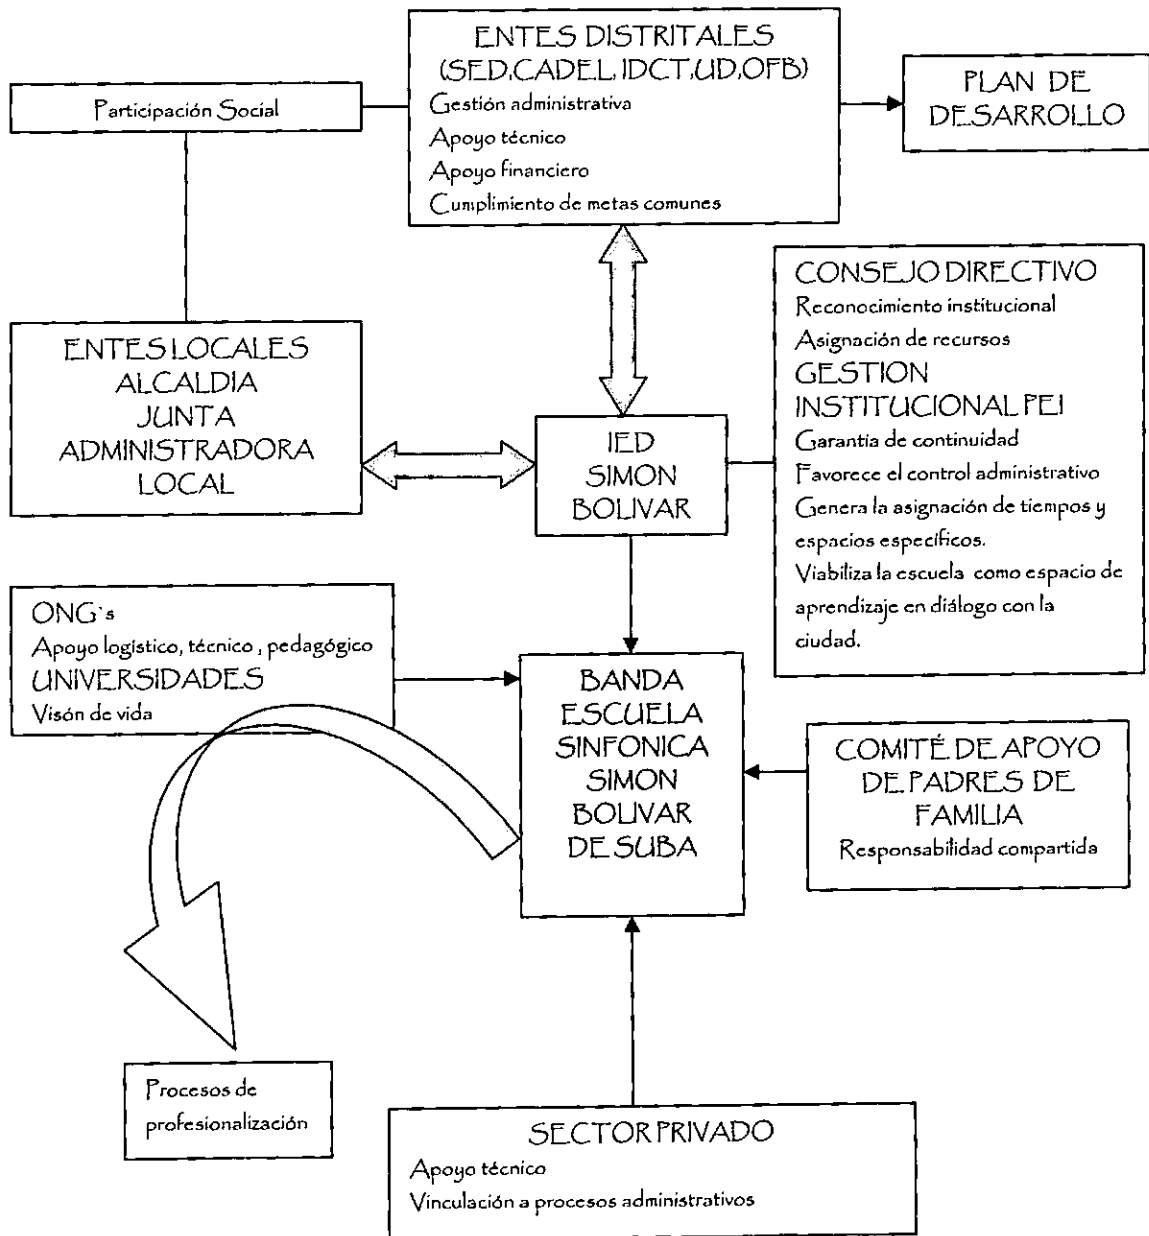 ENTES DISTRITALES
(SED,CADEL, IDCT,UD,OFB)
Gestión administrativa
Apoyo técnico
Apoyo financiero
Cumplimiento de metas comunes
Participación Social
PLAN DE
DESARROLLO
ENTES LOCALES
ALCALDIA
JUNTA
ADMINISTRADORA
LOCAL
IED
SIMON
BOLIVAR
CONSEJO DIRECTIVO
Reconocimiento institucional
Asignación de recursos
GESTION
INSTITUCIONAL PEI
Garantía de continuidad
Favorece el control administrativo
Genera la asignación de tiempos y
espacios específicos.
Viabiliza la escuela como espacio de
aprendizaje en diálogo con la
ciudad.
ONG`s
Apoyo logístico, técnico , pedagógico
UNIVERSIDADES
Visón de vida
BANDA
ESCUELA
SINFONICA
SIMON
BOLIVAR
DE SUBA
COMITÉ DE APOYO
DE PADRES DE
FAMILIA
Responsabilidad compartida
Procesos de
profesionalización
SECTOR PRIVADO
Apoyo técnico
Vinculación a procesos administrativos